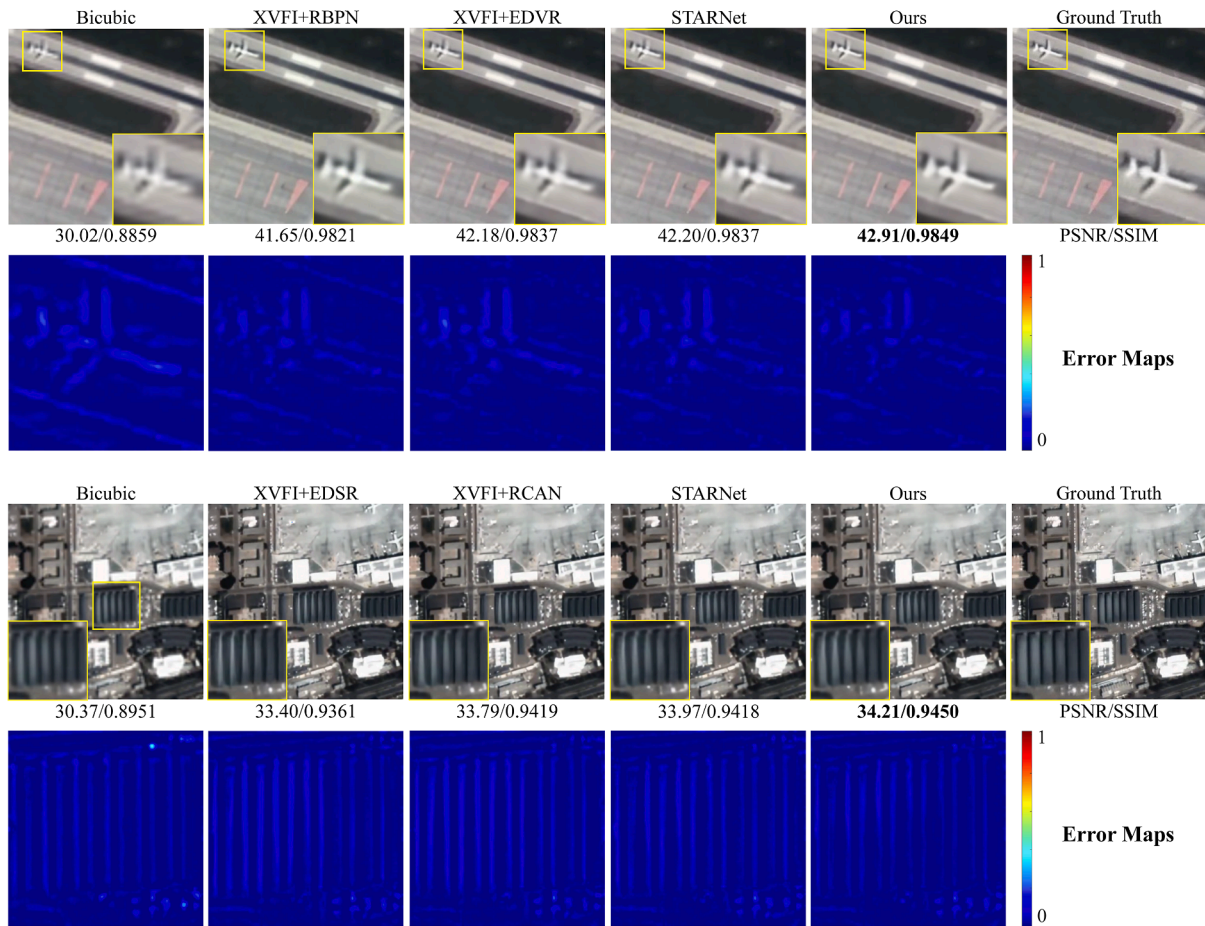 Bicubic XVFI+RBPN XVFI+EDVR STARNet Ours Ground Truth
30.02/0.8859 41.65/0.9821 42.18/0.9837 42.20/0.9837 42.91/0.9849 PSNR/SSIM
1
Error Maps
0
Bicubic XVFI+EDSR XVFI+RCAN STARNet Ours Ground Truth
30.37/0.8951 33.40/0.9361 33.79/0.9419 33.97/0.9418 34.21/0.9450 PSNR/SSIM
1
Error Maps
0